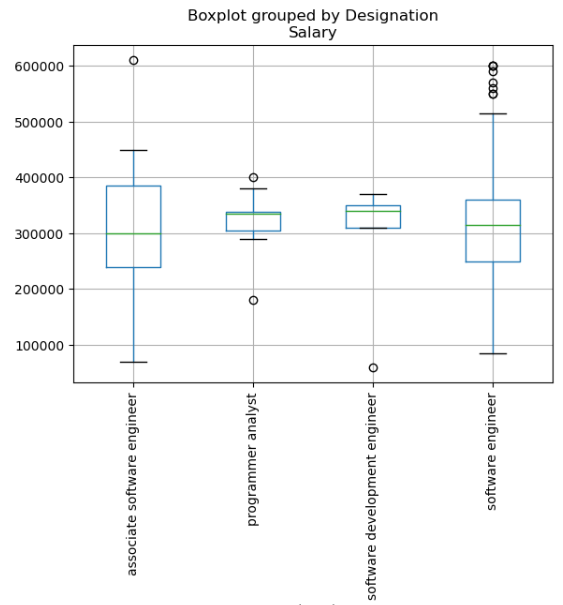 Boxplot grouped by Designation
Salary
600000
500000
400000
300000
200000
100000
associate software engineer
programmer analyst
software development engineer
software engineer